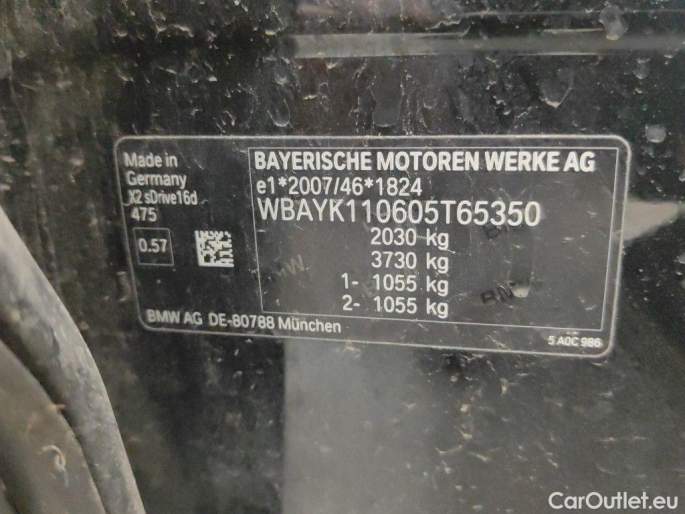 Made in
Germany
X2 sDrive16d
475
0.57
BAYERISCHE MOTOREN WERKE AG
e1*2007/46*1824
WBAYK110605T65350
2030 kg
3730 kg
1- 1055 kg
2- 1055 kg
BMW AG DE-80788 München
5 A0C 986
CarOutlet.eu